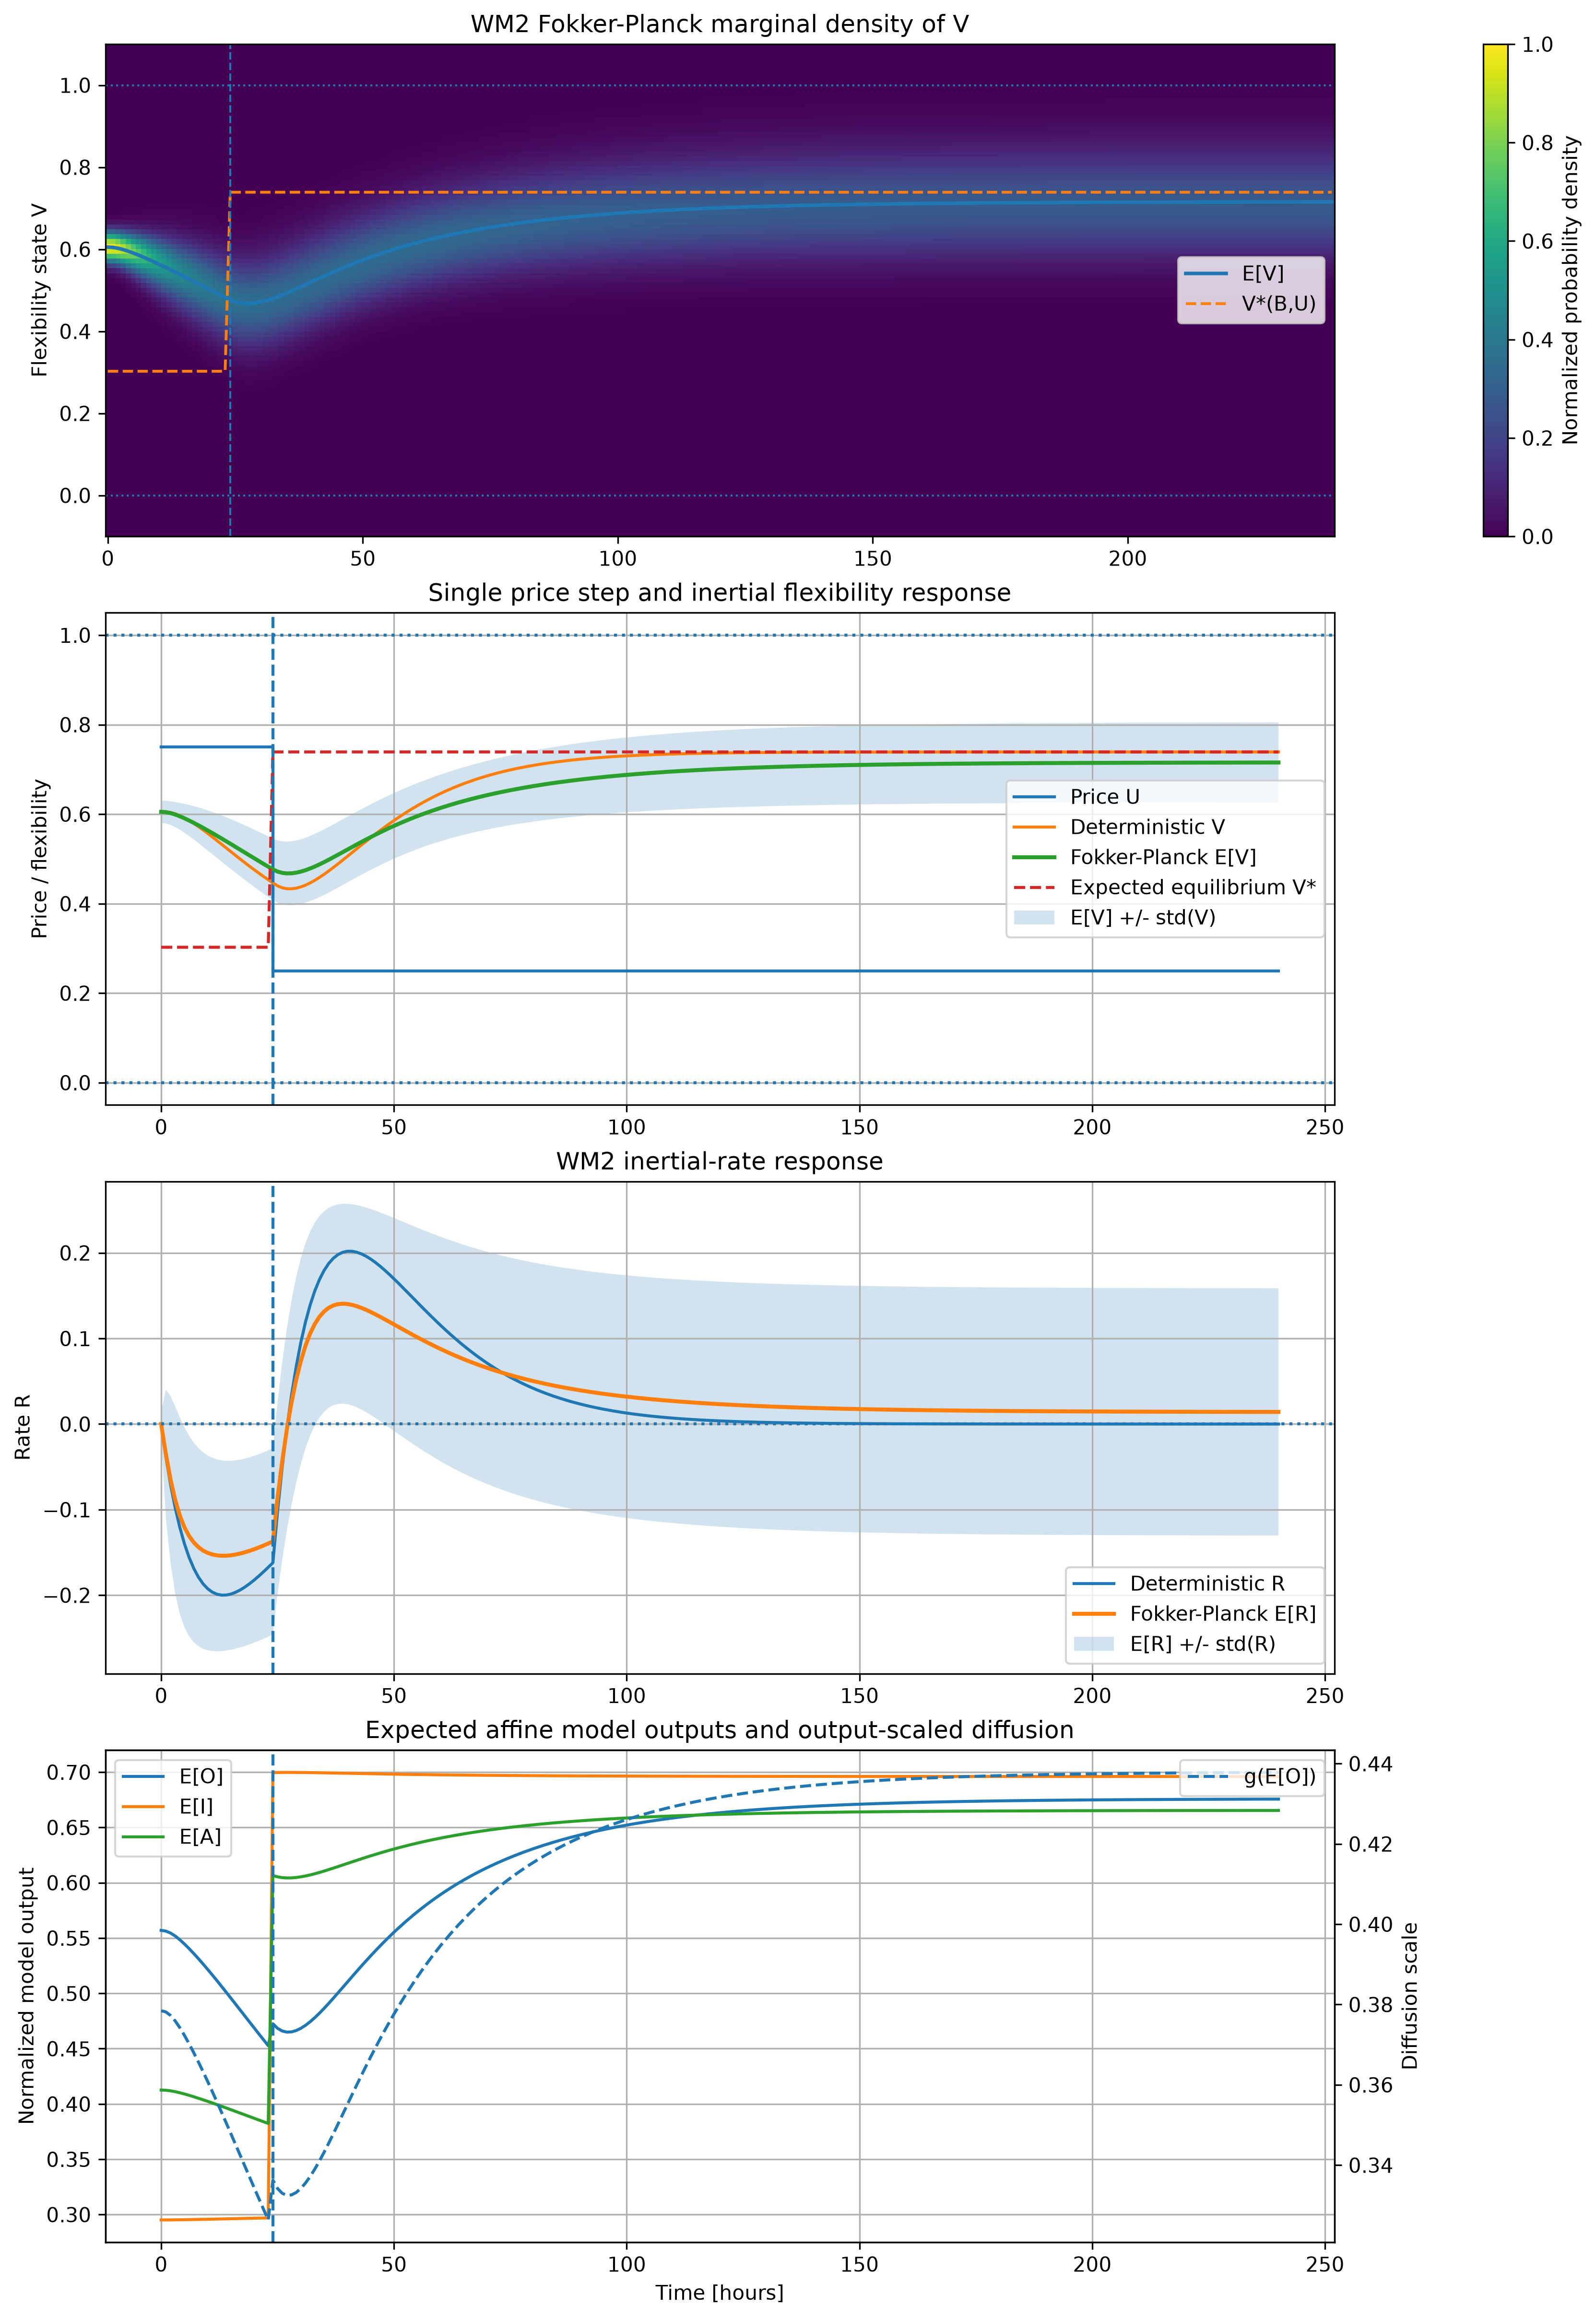 WM2 Fokker-Planck marginal density of V
1.0
0.8
0.6
0.4
0.2
0.0
Flexibility state V
E[V]
V*(B,U)
0 50 100 150 200
1.0
0.8
0.6
0.4
0.2
0.0
Normalized probability density
Single price step and inertial flexibility response
1.0
0.8
0.6
0.4
0.2
0.0
Price / flexibility
Price U
Deterministic V
Fokker-Planck E[V]
Expected equilibrium V*
E[V] +/- std(V)
0 50 100 150 200 250
WM2 inertial-rate response
0.2
0.1
0.0
−0.1
−0.2
Rate R
Deterministic R
Fokker-Planck E[R]
E[R] +/- std(R)
0 50 100 150 200 250
Expected affine model outputs and output-scaled diffusion
0.70
0.65
0.60
0.55
0.50
0.45
0.40
0.35
0.30
Normalized model output
E[O]
E[I]
E[A]
g(E[O])
0.44
0.42
0.40
0.38
0.36
0.34
Diffusion scale
0 50 100 150 200 250
Time [hours]